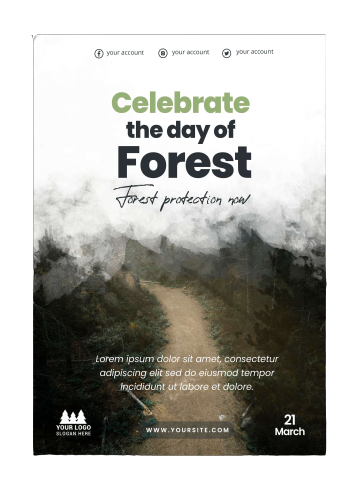 your account your account your account
Celebrate
the day of
Forest
Forest protection now
Lorem ipsum dolor sit amet, consectetur
adipiscing elit sed do eiusmod tempor
incididunt ut labore et dolore.
YOUR LOGO
SLOGAN HERE
WWW.YOURSITE.COM
21
March